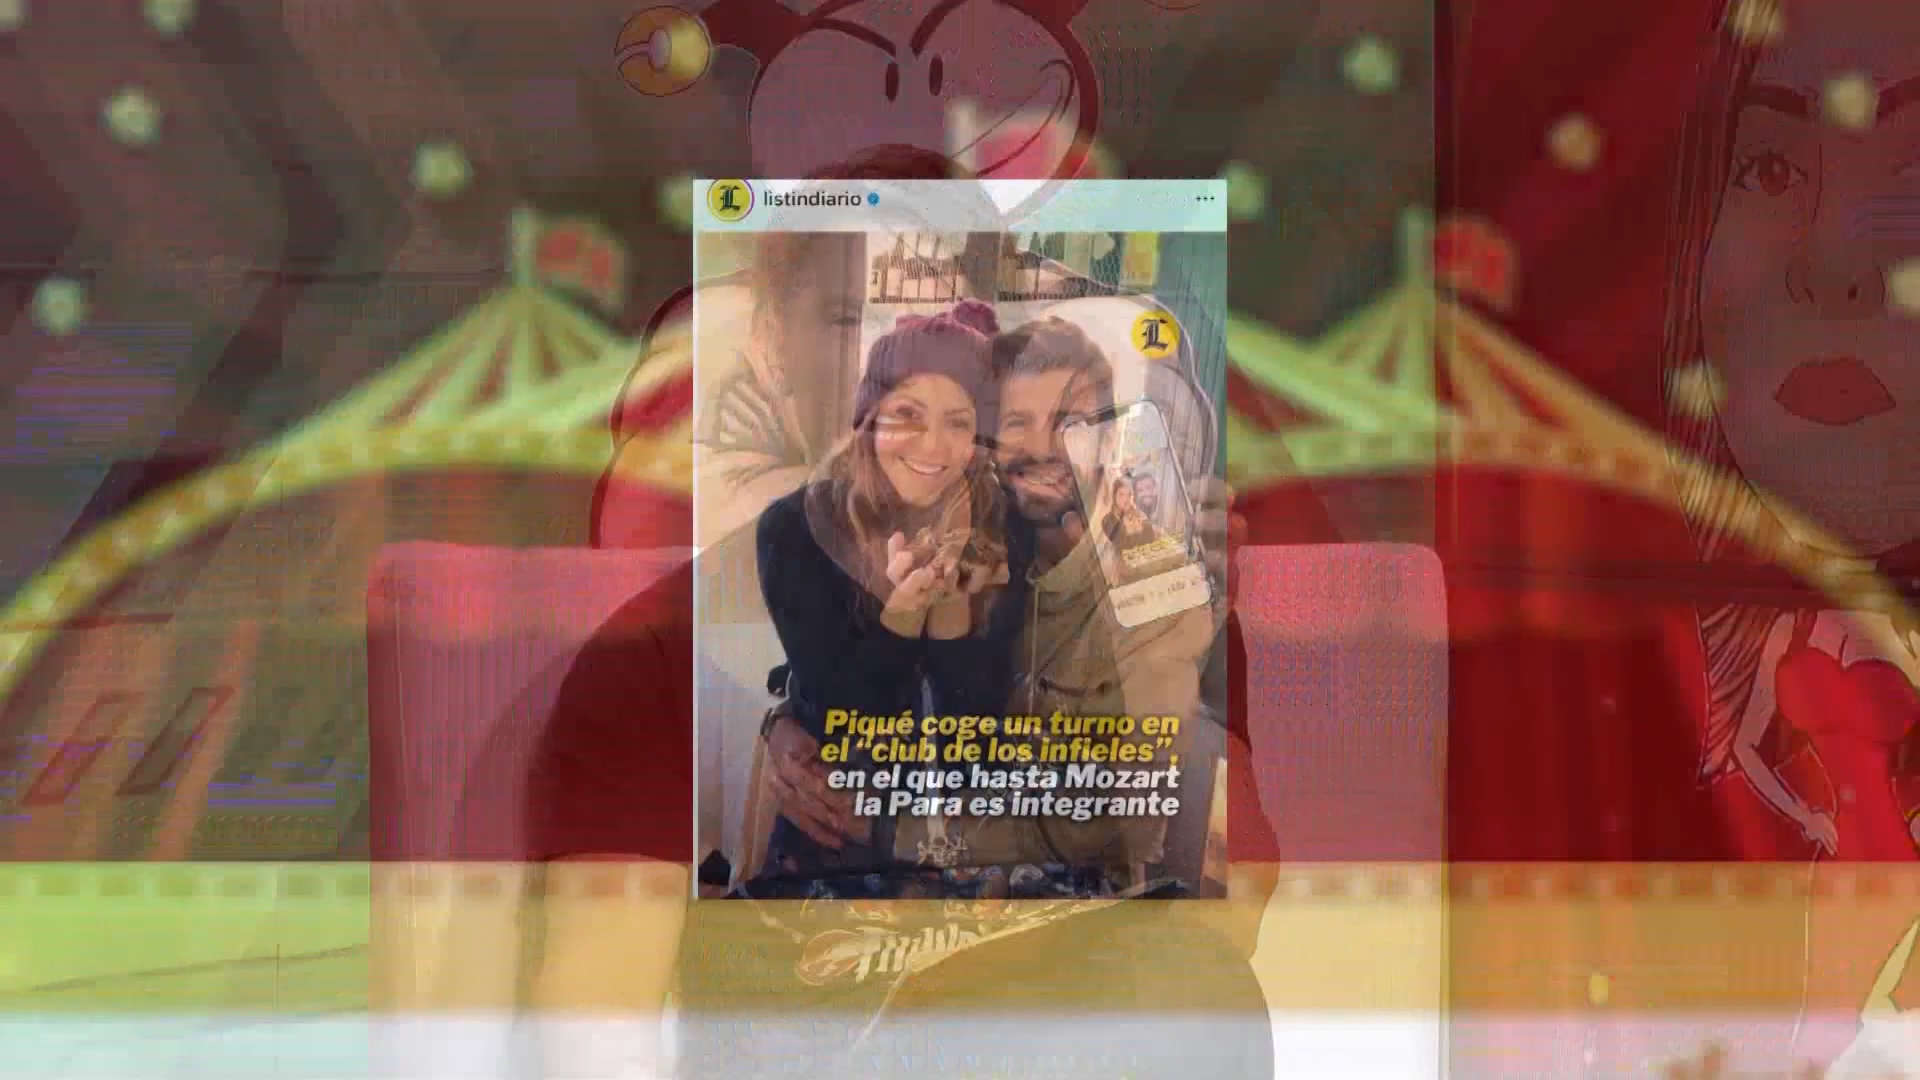 listindiario
Piqué coge un turno en
el “club de los infieles”,
en el que hasta Mozart
la Para es integrante